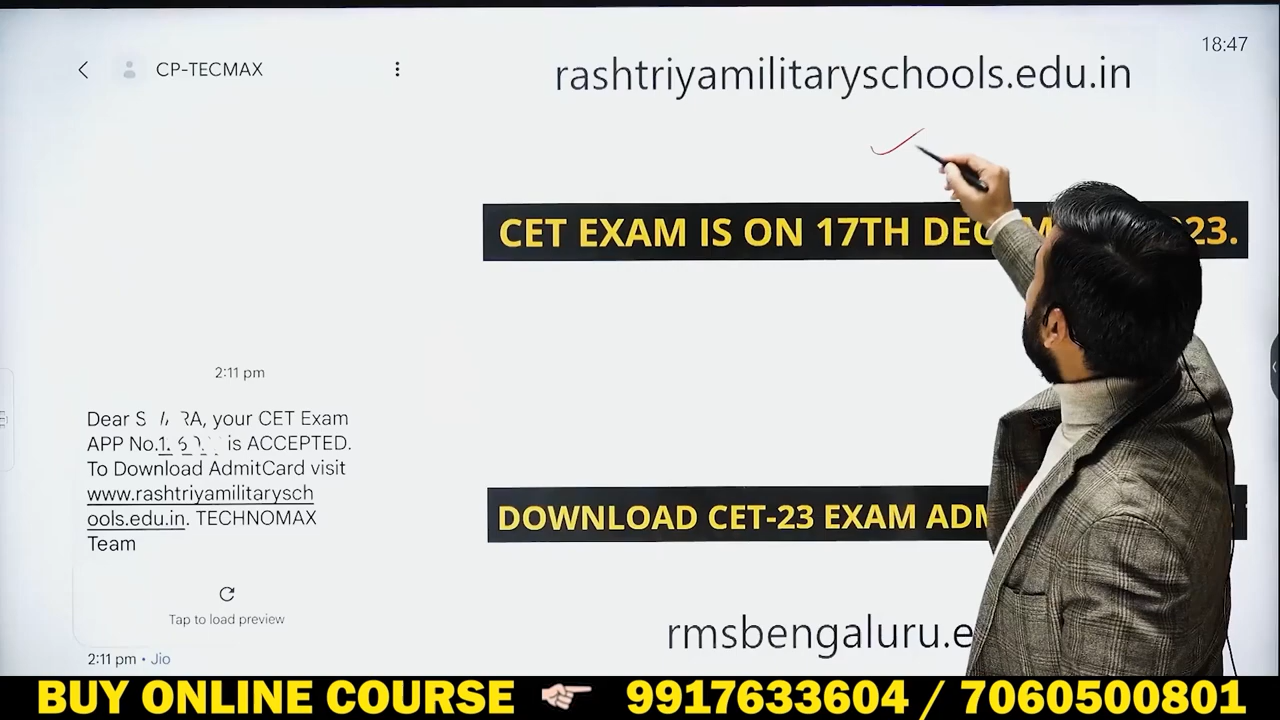 18:47
CP-TECMAX
rashtriyamilitaryschools.edu.in
CET EXAM IS ON 17TH 23.
2:11 pm
Dear S RA, your CET Exam
APP No. is ACCEPTED.
To Download AdmitCard visit
www.rashtriyamilitarysch
ools.edu.in. TECHNOMAX
Team
DOWNLOAD CET-23 EXAM
Tap to load preview
rmsbengaluru.e
2:11 pm • Jio
BUY ONLINE COURSE 9917633604 / 7060500801